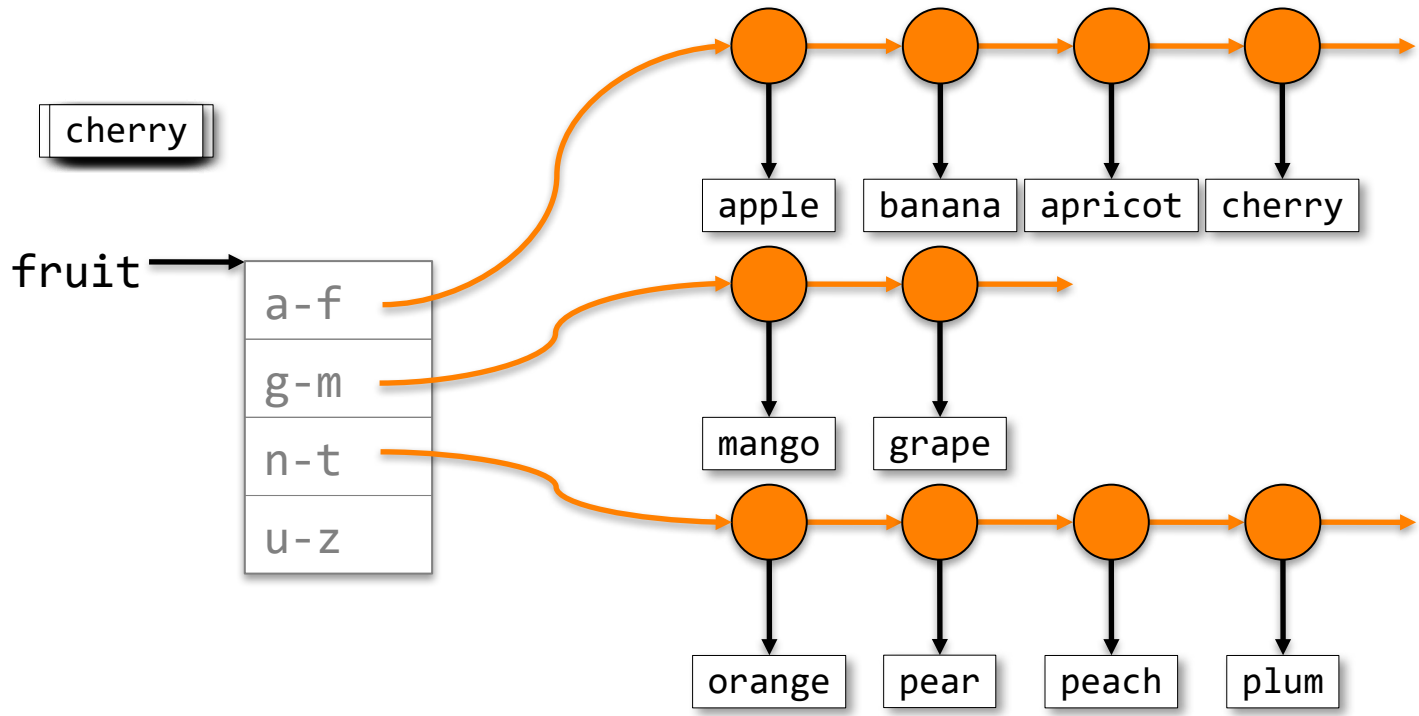 cherry
apple banana apricot cherry
fruit
a-f
g-m
n-t
u-z
mango grape
orange pear peach plum